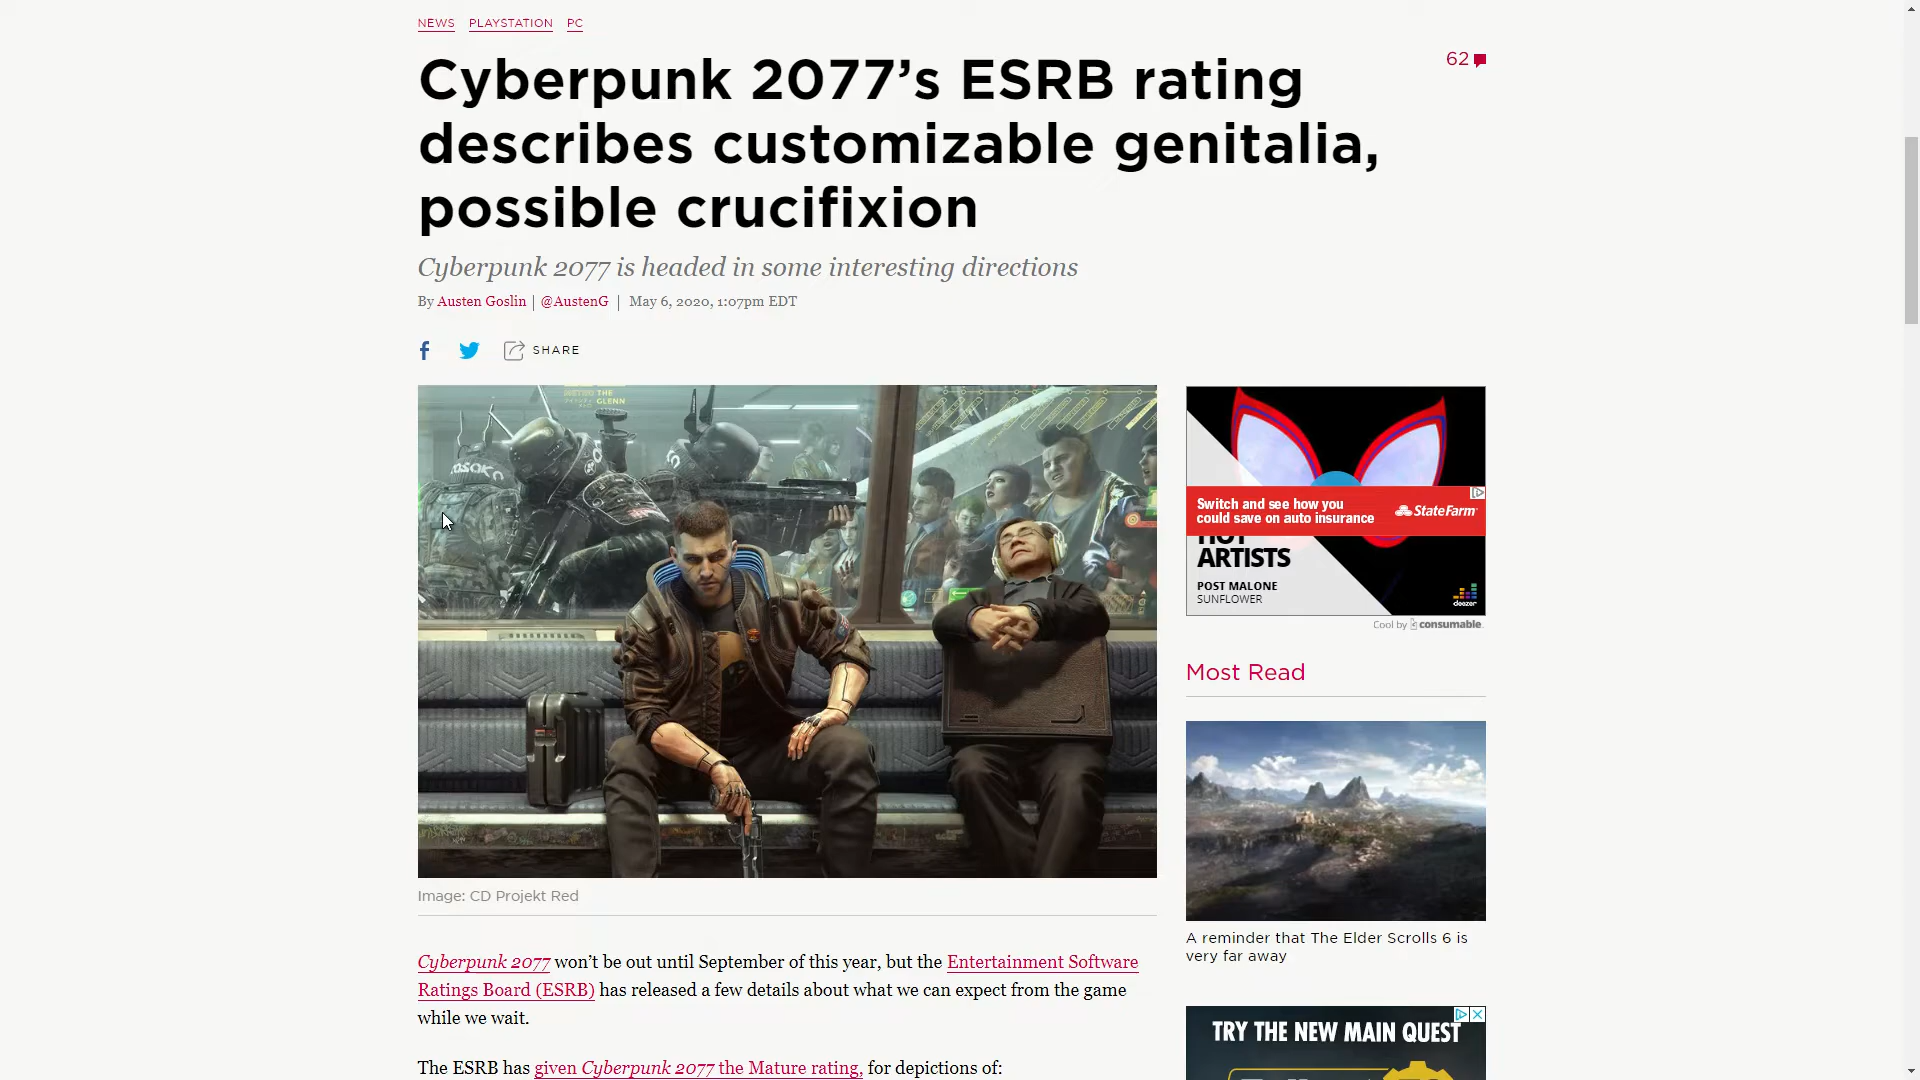 NEWS PLAYSTATION PC
Cyberpunk 2077’s ESRB rating
describes customizable genitalia,
possible crucifixion
62
Cyberpunk 2077 is headed in some interesting directions
By Austen Goslin | @AustenG | May 6, 2020, 1:07pm EDT
SHARE
METRO THE
GLENN
Switch and see how you
could save on auto insurance
StateFarm
HOT
ARTISTS
POST MALONE
SUNFLOWER
deezer
Cool by consumable.
Most Read
A reminder that The Elder Scrolls 6 is
very far away
Image: CD Projekt Red
Cyberpunk 2077 won’t be out until September of this year, but the Entertainment Software
Ratings Board (ESRB) has released a few details about what we can expect from the game
while we wait.
The ESRB has given Cyberpunk 2077 the Mature rating, for depictions of:
TRY THE NEW MAIN QUEST